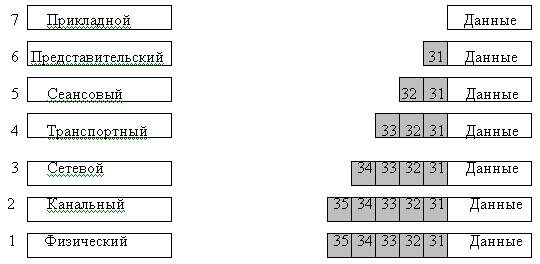 7 Прикладной Данные
6 Представительский 31 Данные
5 Сеансовый 32 31 Данные
4 Транспортный 33 32 31 Данные
3 Сетевой 34 33 32 31 Данные
2 Канальный 35 34 33 32 31 Данные
1 Физический 35 34 33 32 31 Данные